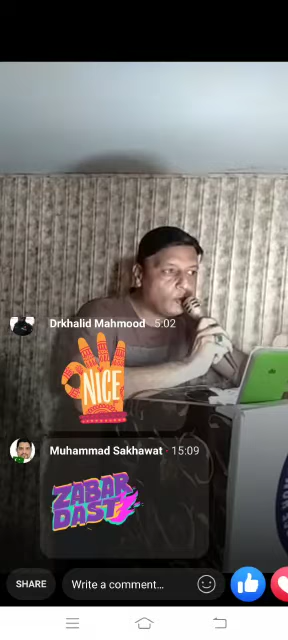 Drkhalid Mahmood 5:02
NICE
Muhammad Sakhawat · 15:09
ZABAR
DAST
SHARE
Write a comment...